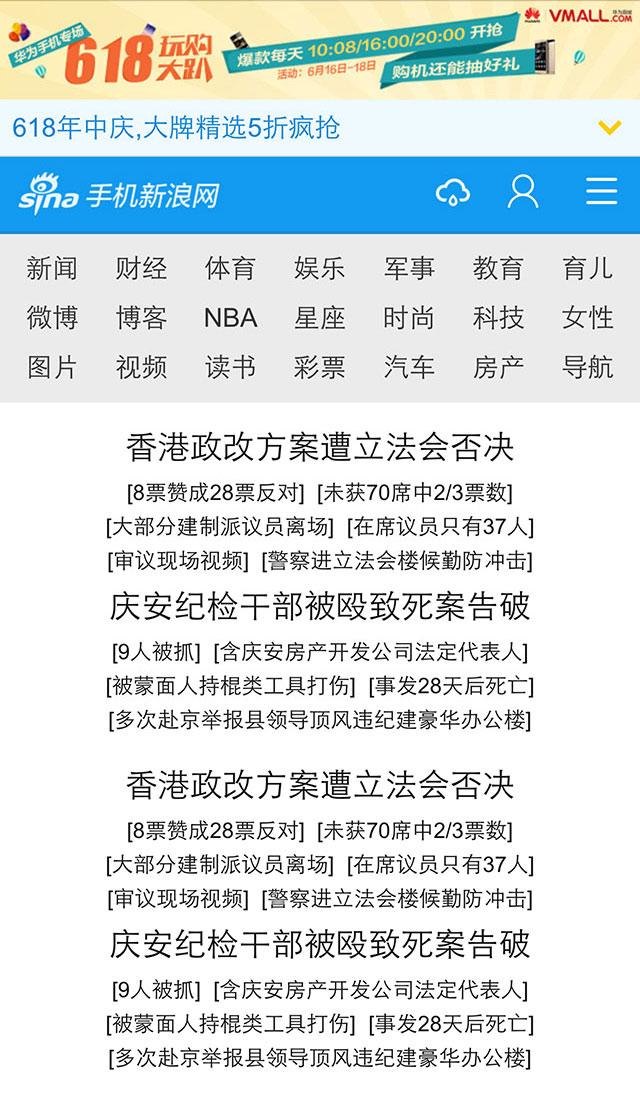 华为手机专场
618 玩购大趴
爆款每天 10:08/16:00/20:00 开抢
活动：6月16日-18日
购机还能抽好礼
HUAWEI VMALL.COM 华为商城
618年中庆,大牌精选5折疯抢
sina 手机新浪网
新闻 财经 体育 娱乐 军事 教育 育儿
微博 博客 NBA 星座 时尚 科技 女性
图片 视频 读书 彩票 汽车 房产 导航
香港政改方案遭立法会否决
[8票赞成28票反对] [未获70席中2/3票数]
[大部分建制派议员离场] [在席议员只有37人]
[审议现场视频] [警察进立法会楼候勤防冲击]
庆安纪检干部被殴致死案告破
[9人被抓] [含庆安房产开发公司法定代表人]
[被蒙面人持棍类工具打伤] [事发28天后死亡]
[多次赴京举报县领导顶风违纪建豪华办公楼]
香港政改方案遭立法会否决
[8票赞成28票反对] [未获70席中2/3票数]
[大部分建制派议员离场] [在席议员只有37人]
[审议现场视频] [警察进立法会楼候勤防冲击]
庆安纪检干部被殴致死案告破
[9人被抓] [含庆安房产开发公司法定代表人]
[被蒙面人持棍类工具打伤] [事发28天后死亡]
[多次赴京举报县领导顶风违纪建豪华办公楼]